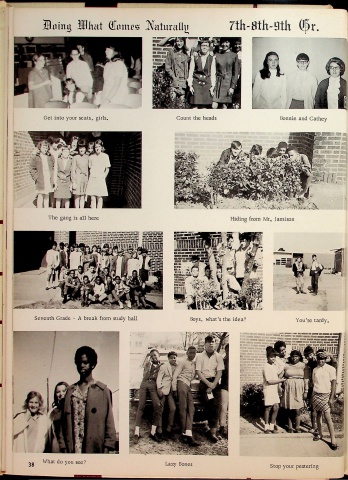 Doing What Comes Naturally 7th-8th-9th Gr.
Get into your seats, girls.
Count the heads
Bonnie and Cathey
The gang is all here
Hiding from Mr. Jamison
Seventh Grade - A break from study hall
Boys, what's the idea?
You're tardy,
What do you see?
Lazy Bones
Stop your pestering
38